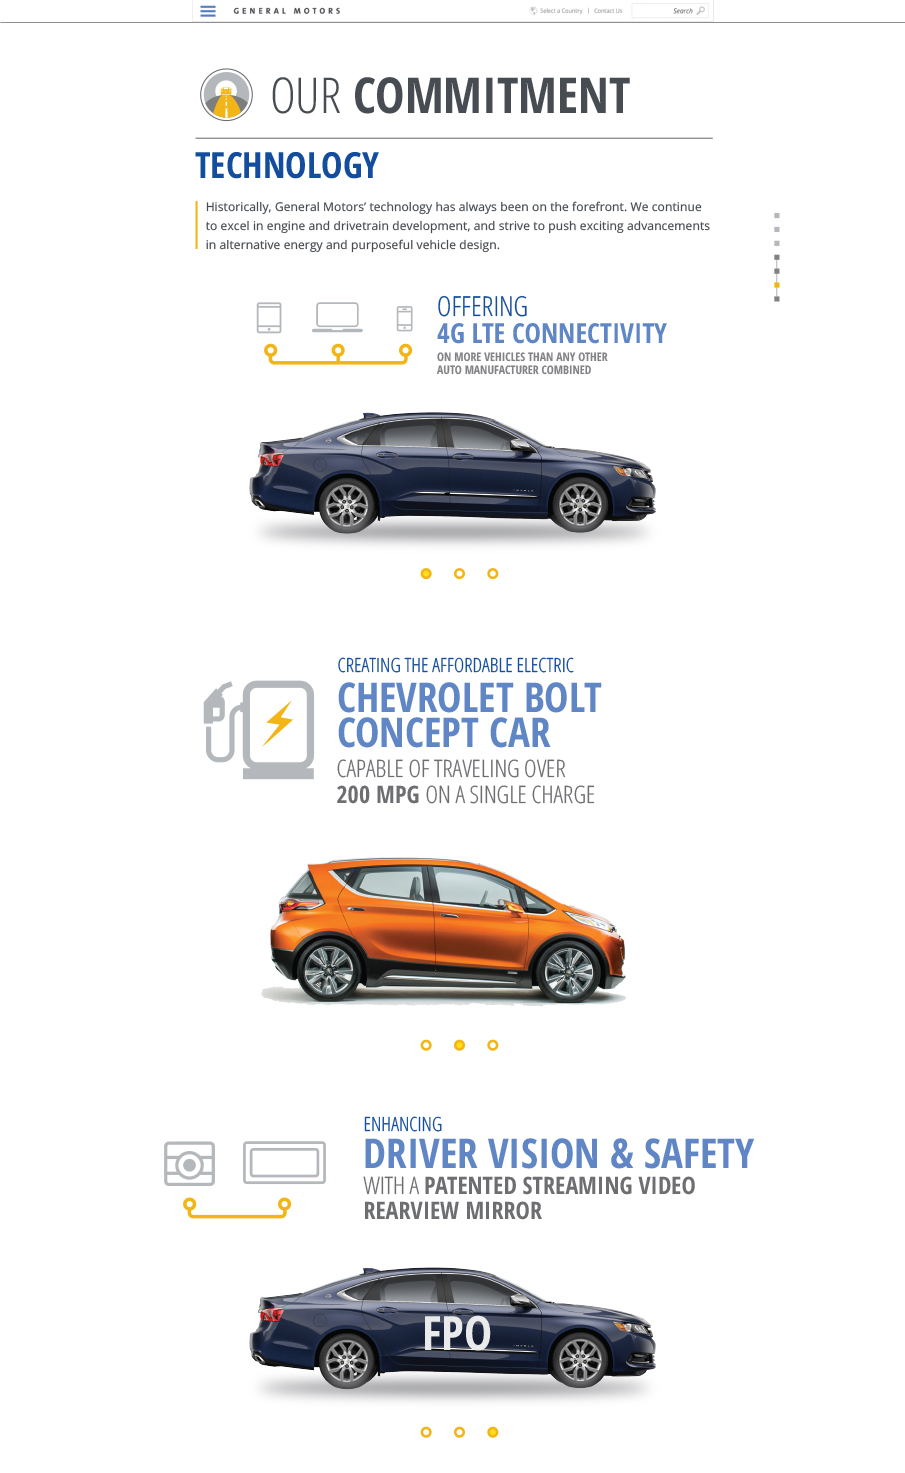 GENERAL MOTORS
Select a Country | Contact Us
Search
OUR COMMITMENT
TECHNOLOGY
Historically, General Motors’ technology has always been on the forefront. We continue
to excel in engine and drivetrain development, and strive to push exciting advancements
in alternative energy and purposeful vehicle design.
OFFERING
4G LTE CONNECTIVITY
ON MORE VEHICLES THAN ANY OTHER
AUTO MANUFACTURER COMBINED
CREATING THE AFFORDABLE ELECTRIC
CHEVROLET BOLT
CONCEPT CAR
CAPABLE OF TRAVELING OVER
200 MPG ON A SINGLE CHARGE
ENHANCING
DRIVER VISION & SAFETY
WITH A PATENTED STREAMING VIDEO
REARVIEW MIRROR
FPO